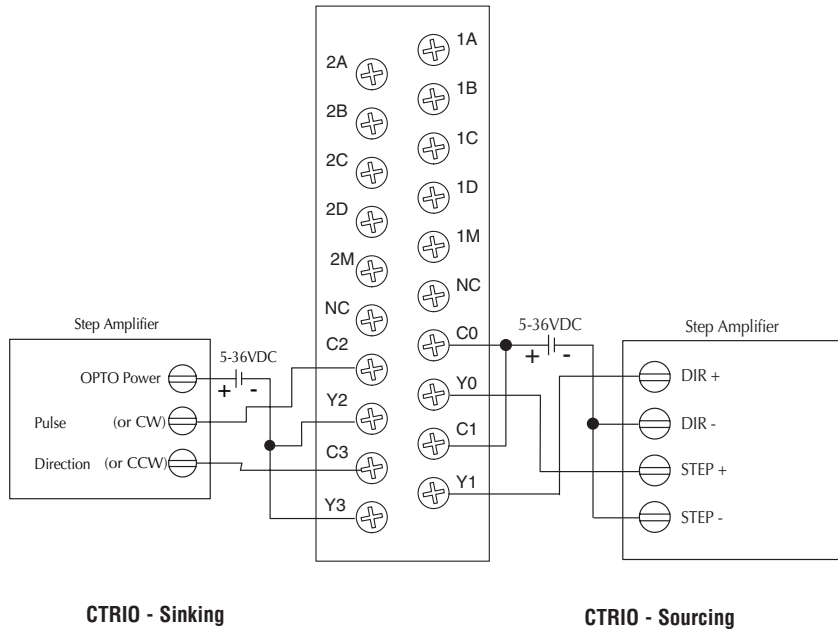 1A
2A
1B
2B
1C
2C
1D
2D
1M
2M
NC
NC
Step Amplifier
5-36VDC
+ -
OPTO Power
Pulse (or CW)
Direction (or CCW)
C2
Y2
C3
Y3
C0
Y0
C1
Y1
5-36VDC
+ -
Step Amplifier
DIR +
DIR -
STEP +
STEP -
CTRIO - Sinking
CTRIO - Sourcing